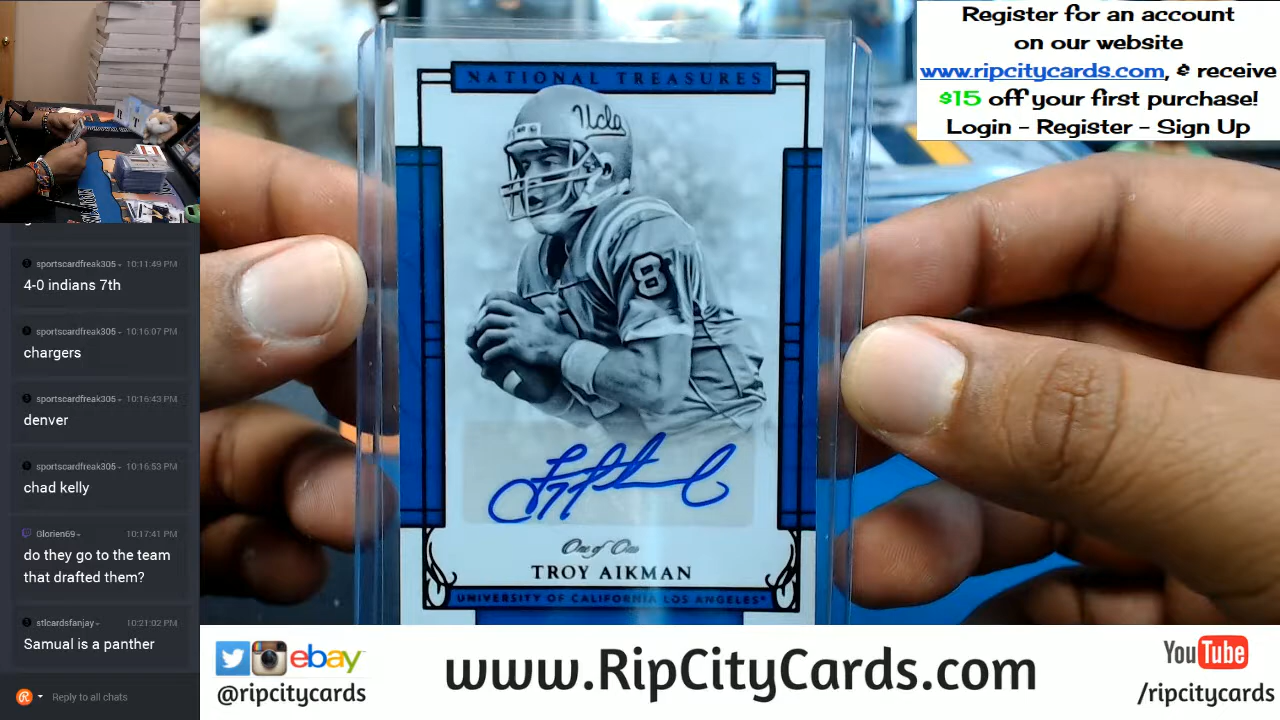 Register for an account
on our website
www.ripcitycards.com, & receive
$15 off your first purchase!
Login - Register - Sign Up
sportscardfreak305 10:11:49 PM
4-0 indians 7th
sportscardfreak305 10:16:07 PM
chargers
sportscardfreak305 10:16:43 PM
denver
sportscardfreak305 10:16:53 PM
chad kelly
Glorien69 10:17:41 PM
do they go to the team
that drafted them?
stlcardsfanjay 10:21:02 PM
Samual is a panther
Reply to all chats
NATIONAL TREASURES
Ucla
8
One of One
TROY AIKMAN
UNIVERSITY OF CALIFORNIA LOS ANGELES
ebay
@ripcitycards
www.RipCityCards.com
YouTube
/ripcitycards